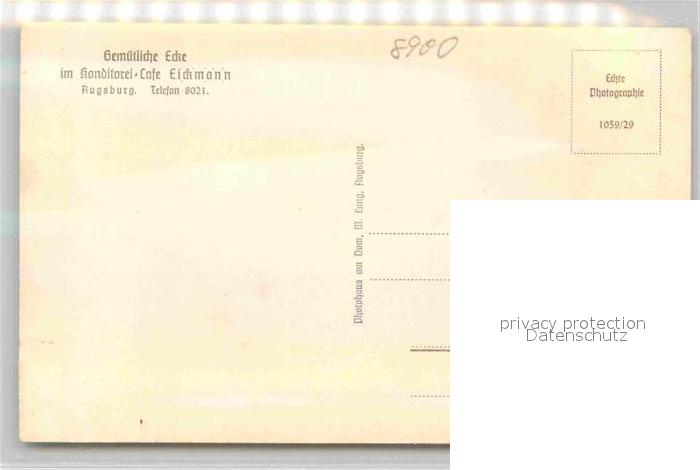 Gemütliche Ecke
im Konditorei-Cafe Eickmann
Augsburg. Telefon 8021.
8900
Echte
Photographie
1059/29
Photohaus am Dom, M. Lang, Augsburg.
privacy protection
Datenschutz